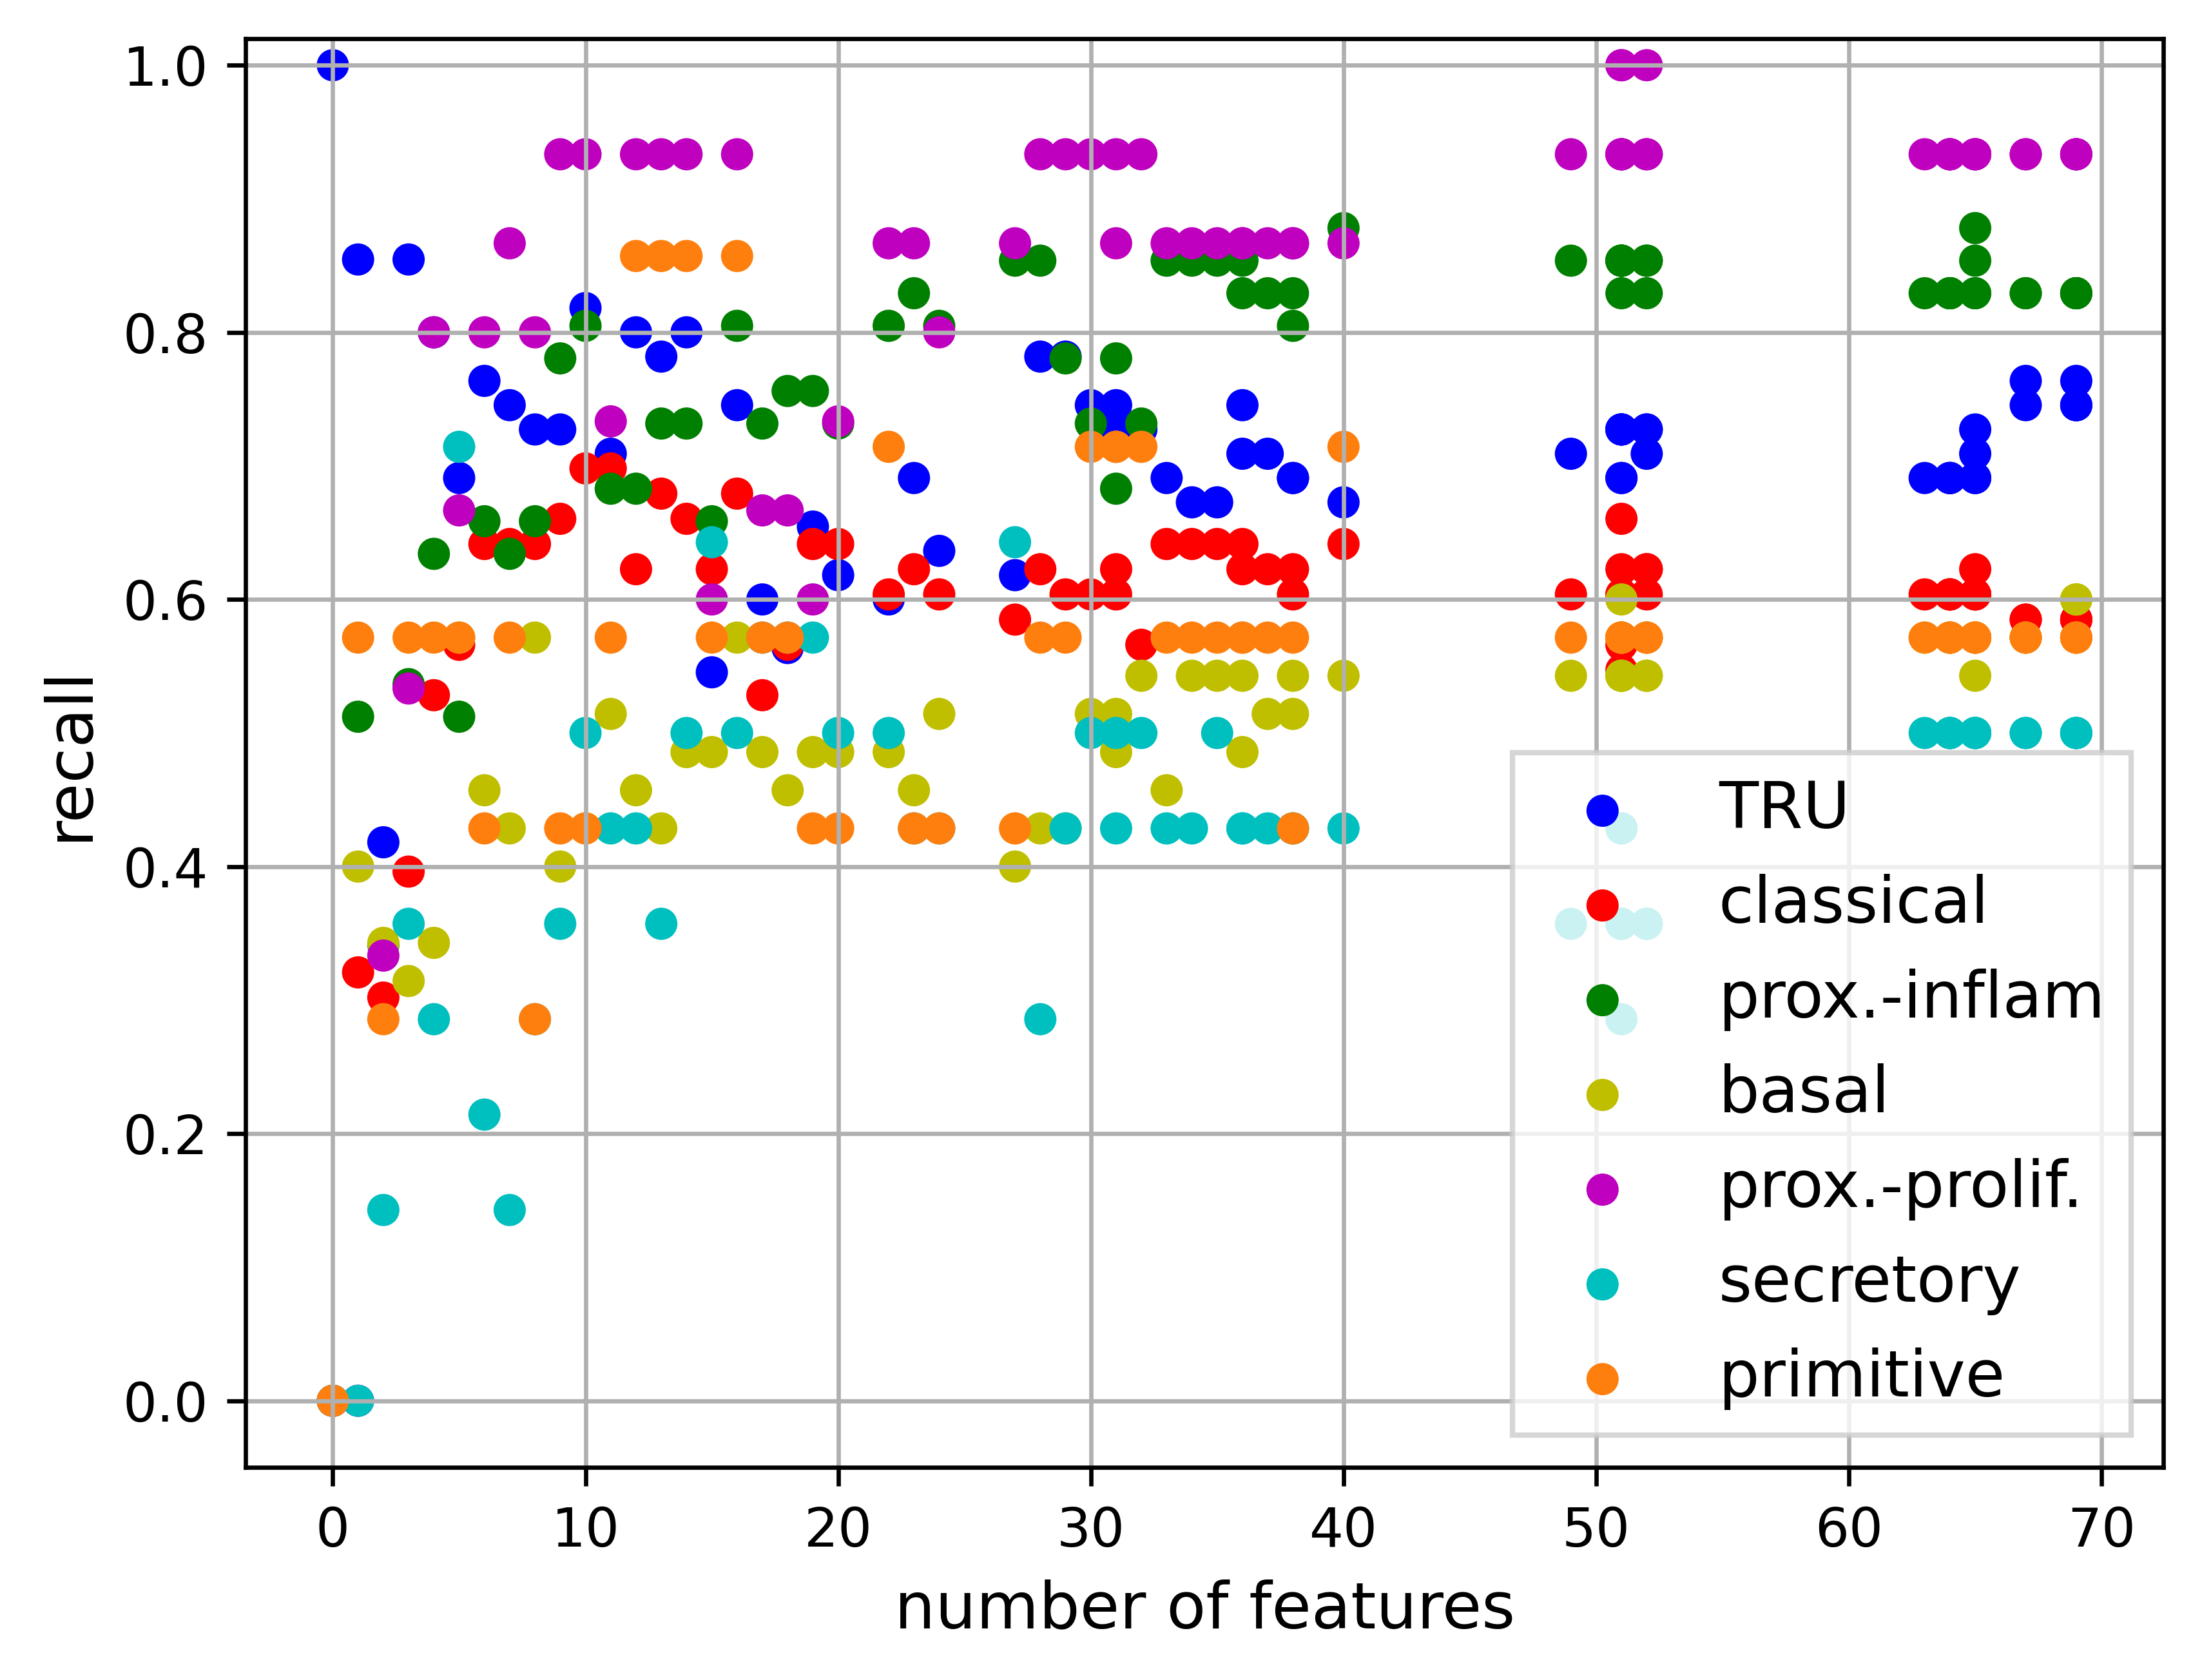 1.0
0.8
0.6
0.4
0.2
0.0
recall
0 10 20 30 40 50 60 70
number of features
TRU
classical
prox.-inflam
basal
prox.-prolif.
secretory
primitive